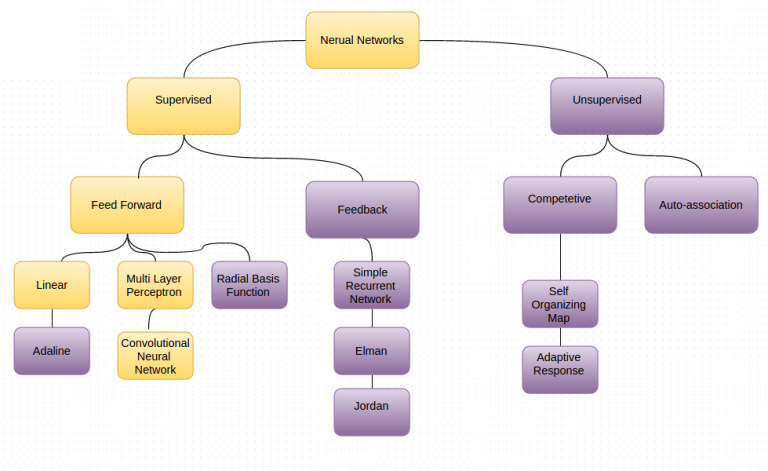 Nerual Networks
Supervised
Unsupervised
Feed Forward
Feedback
Competetive
Auto-association
Linear
Multi Layer
Perceptron
Radial Basis
Function
Simple
Recurrent
Network
Self
Organizing
Map
Adaline
Convolutional
Neural
Network
Elman
Adaptive
Response
Jordan